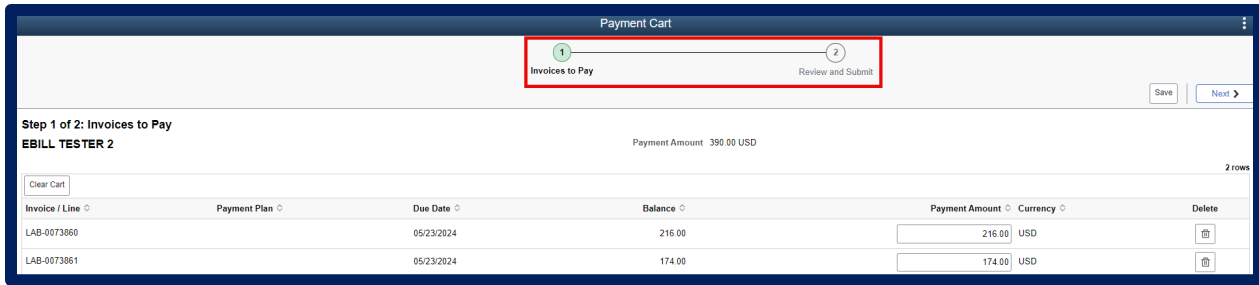 Payment Cart
1 2
Invoices to Pay Review and Submit
Save Next
Step 1 of 2: Invoices to Pay
EBILL TESTER 2 Payment Amount 390.00 USD
2 rows
Clear Cart
Invoice / Line Payment Plan Due Date Balance Payment Amount Currency Delete
LAB-0073860 05/23/2024 216.00 216.00 USD
LAB-0073861 05/23/2024 174.00 174.00 USD